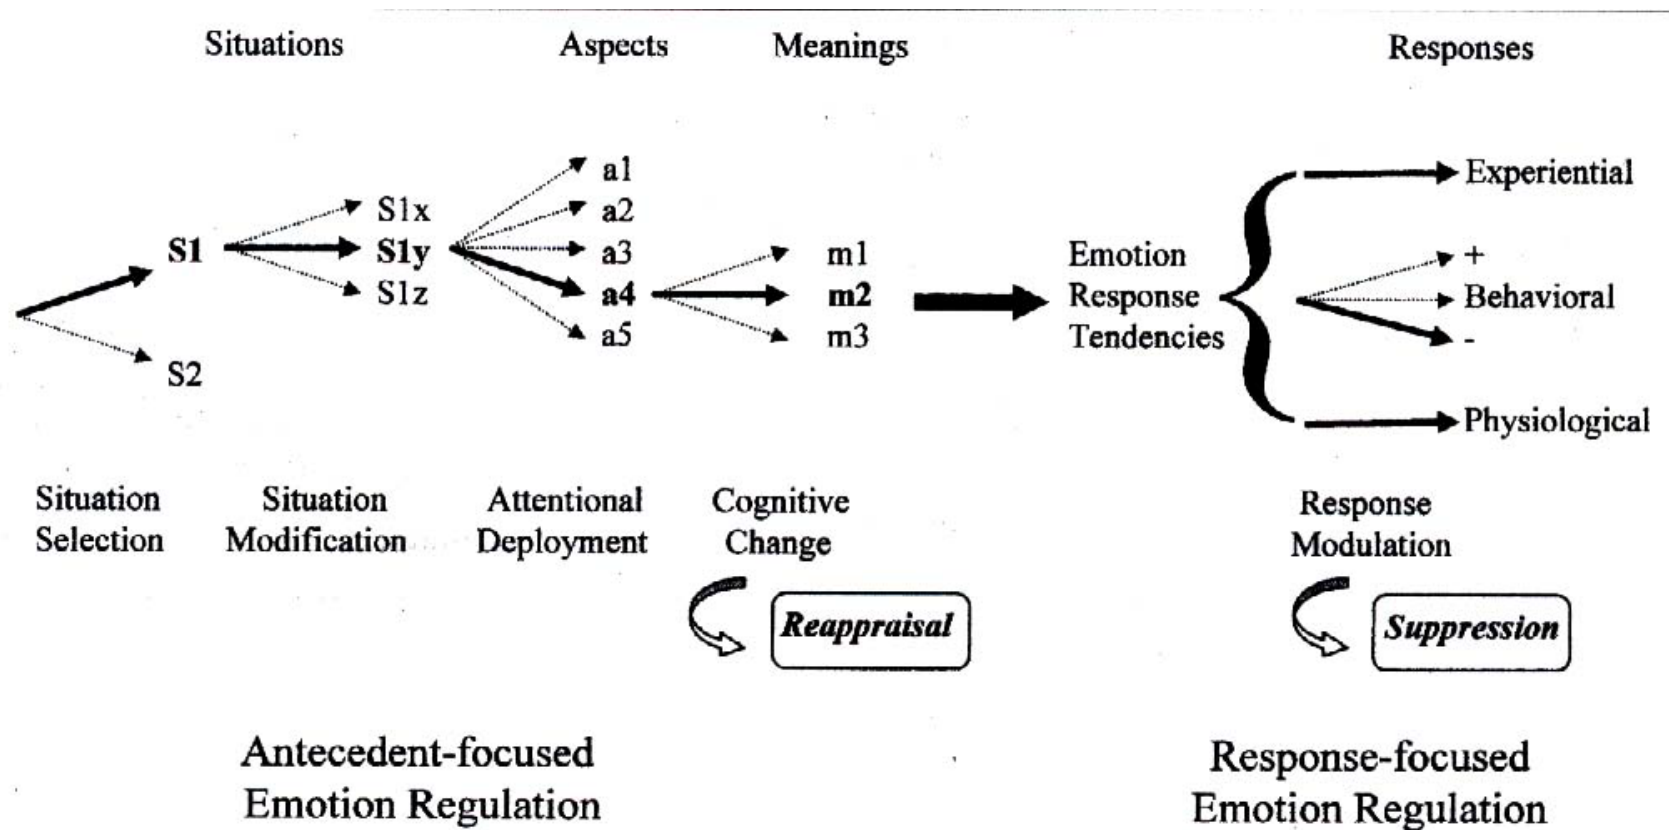 Situations Aspects Meanings Responses
a1
Experiential
S1x a2
S1 S1y a3 m1 Emotion +
S1z a4 m2 Response Behavioral
a5 m3 Tendencies -
S2
Physiological
Situation
Selection
Situation
Modification
Attentional
Deployment
Cognitive
Change
Response
Modulation
Reappraisal
Suppression
Antecedent-focused
Emotion Regulation
Response-focused
Emotion Regulation